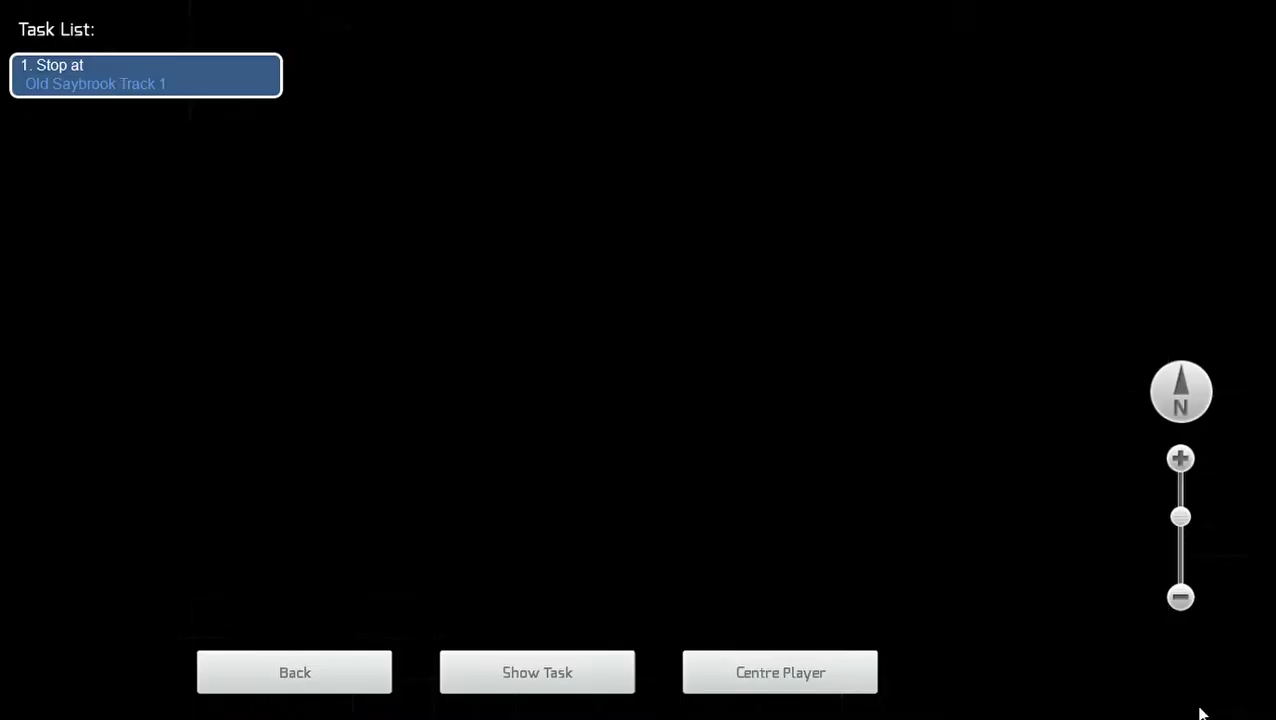 Task List:
1. Stop at
Old Saybrook Track 1
N
Back
Show Task
Centre Player